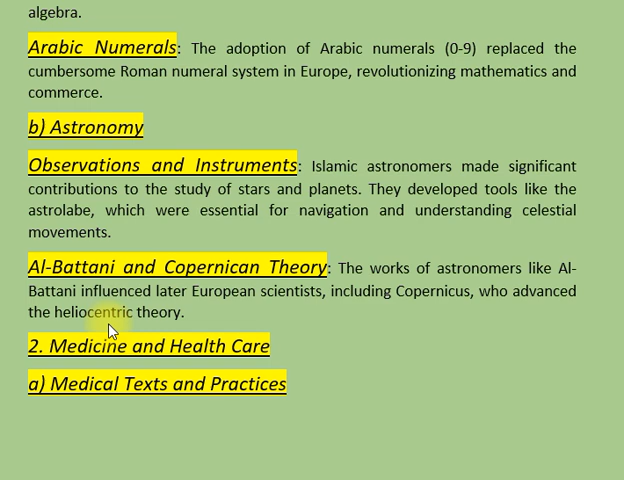 algebra.
Arabic Numerals: The adoption of Arabic numerals (0-9) replaced the
cumbersome Roman numeral system in Europe, revolutionizing mathematics and
commerce.
b) Astronomy
Observations and Instruments: Islamic astronomers made significant
contributions to the study of stars and planets. They developed tools like the
astrolabe, which were essential for navigation and understanding celestial
movements.
Al-Battani and Copernican Theory: The works of astronomers like Al-
Battani influenced later European scientists, including Copernicus, who advanced
the heliocentric theory.
2. Medicine and Health Care
a) Medical Texts and Practices